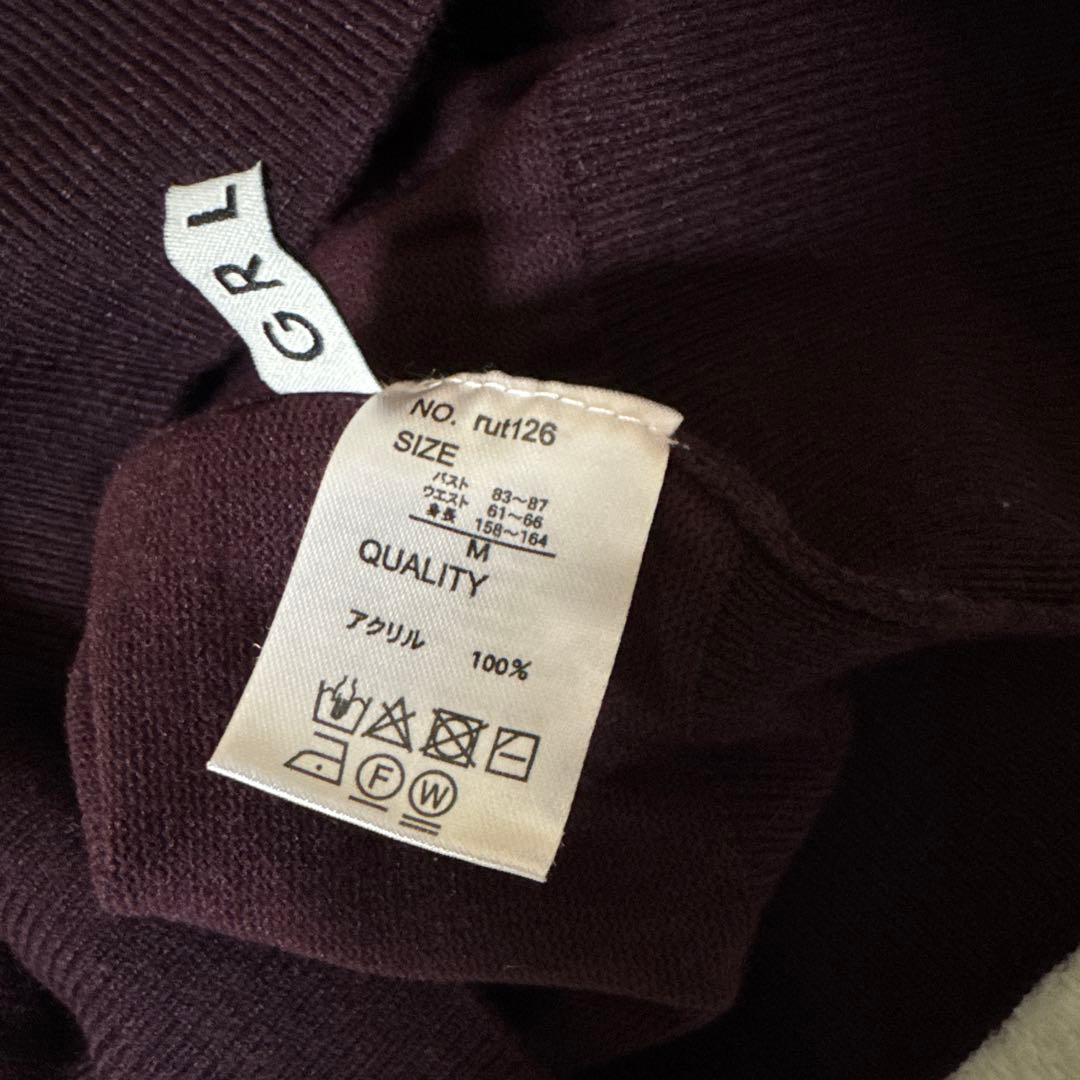 GRL
NO. rut126
SIZE
バスト 83～87
ウエスト 61～66
身長 158～164
M
QUALITY
アクリル 100%
F
W